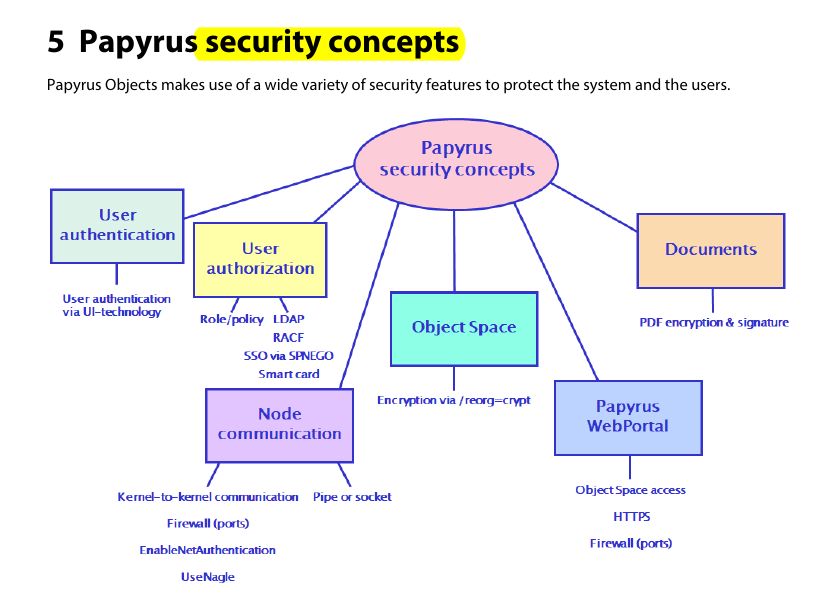 5 Papyrus security concepts
Papyrus Objects makes use of a wide variety of security features to protect the system and the users.
Papyrus
security concepts
User
authentication
User authentication
via UI-technology
User
authorization
Role/policy
LDAP
RACF
SSO via SPNEGO
Smart card
Documents
PDF encryption & signature
Object Space
Encryption via /reorg=crypt
Node
communication
Kernel-to-kernel communication
Firewall (ports)
EnableNetAuthentication
UseNagle
Pipe or socket
Papyrus
WebPortal
Object Space access
HTTPS
Firewall (ports)